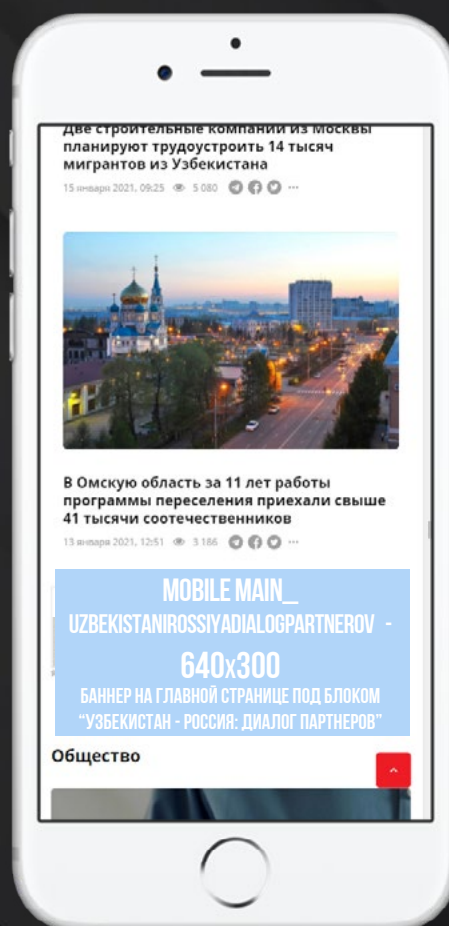 Две строительные компании из Москвы
планируют трудоустроить 14 тысяч
мигрантов из Узбекистана
15 января 2021, 09:25 5 080
В Омскую область за 11 лет работы
программы переселения приехали свыше
41 тысячи соотечественников
13 января 2021, 12:51 3 186
MOBILE MAIN_
UZBEKISTANIROSSIYADIALOGPARTNEROV -
640x300
БАННЕР НА ГЛАВНОЙ СТРАНИЦЕ ПОД БЛОКОМ
“УЗБЕКИСТАН - РОССИЯ: ДИАЛОГ ПАРТНЕРОВ”
Общество